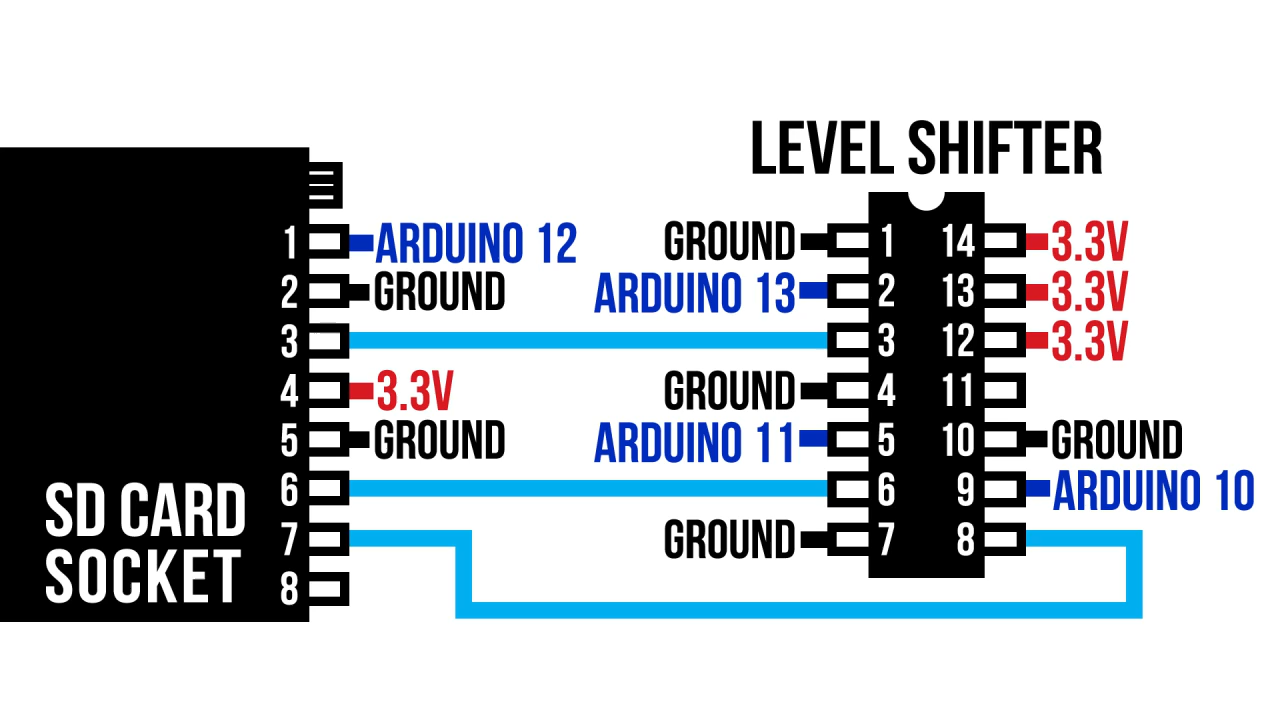 LEVEL SHIFTER
1 ARDUINO 12
2 GROUND
3
4 3.3V
5 GROUND
6
7
8
SD CARD
SOCKET
GROUND 1 14 3.3V
ARDUINO 13 2 13 3.3V
3 12 3.3V
GROUND 4 11
ARDUINO 11 5 10 GROUND
6 9 ARDUINO 10
GROUND 7 8